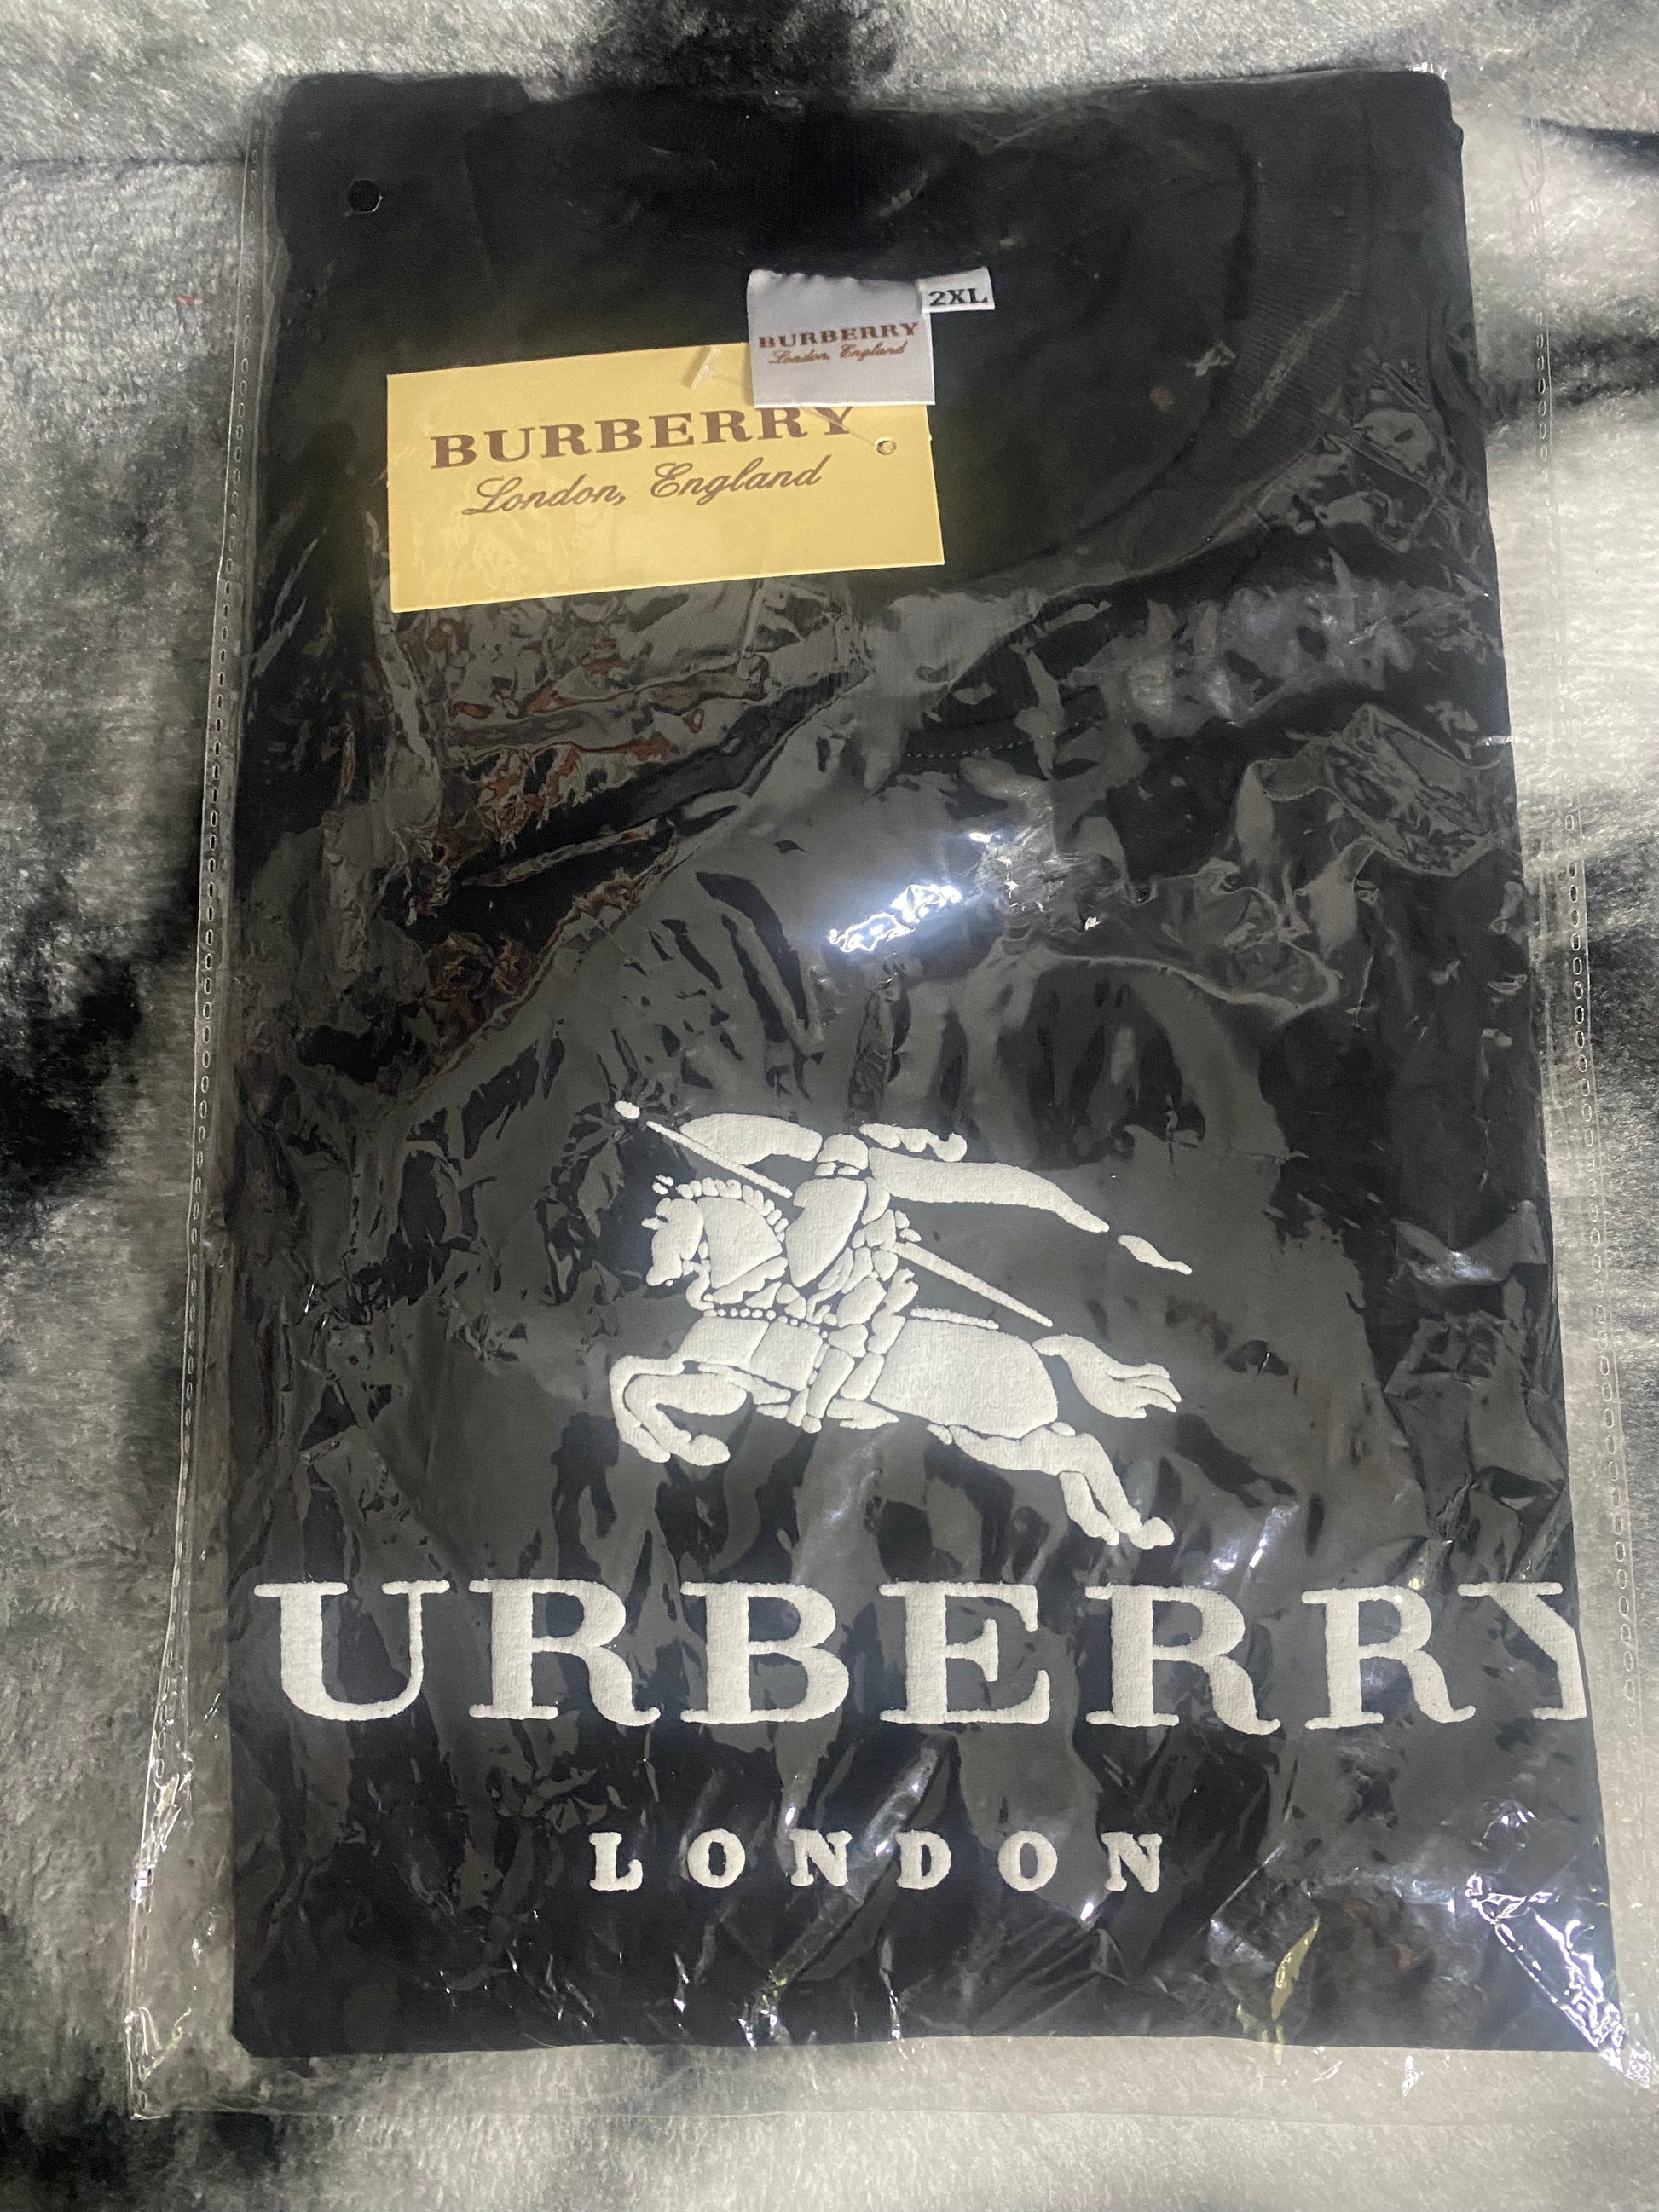 2XL
BURBERRY
London, England
BURBERRY
London, England
URBERRY
LONDON